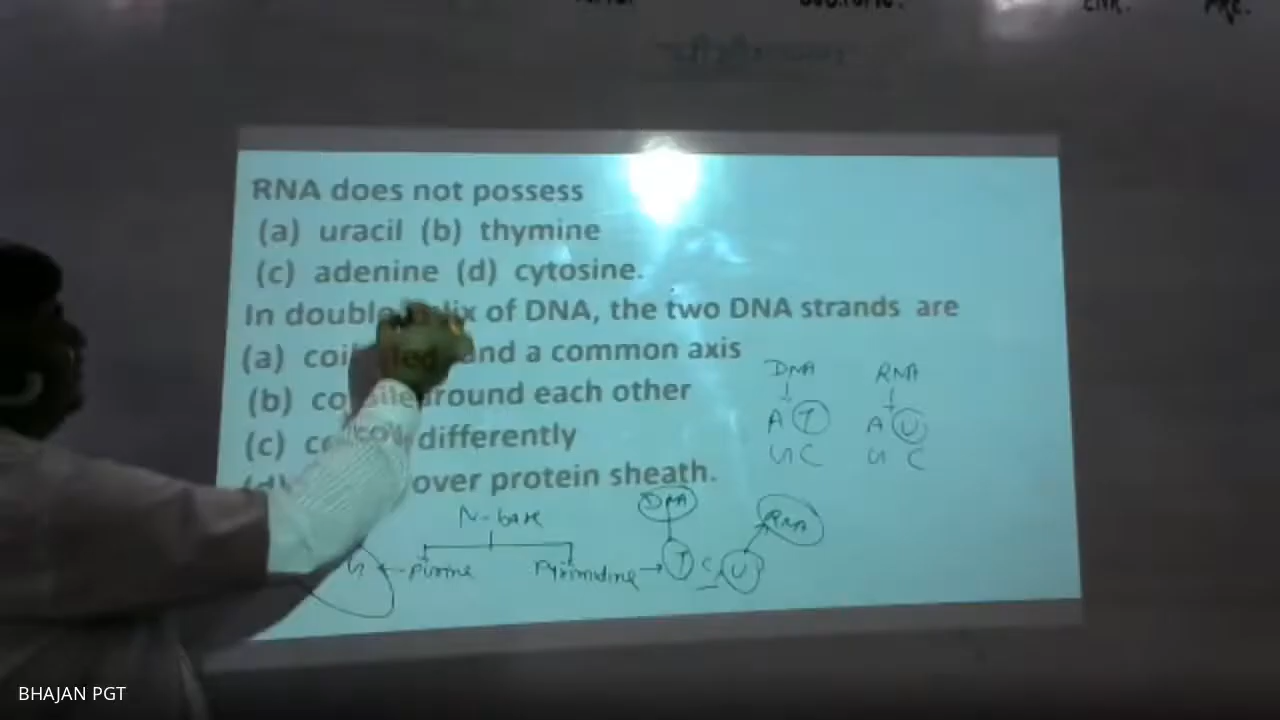 RNA does not possess
(a) uracil (b) thymine
(c) adenine (d) cytosine.
In double helix of DNA, the two DNA strands are
(a) and a common axis
(b) around each other
(c) differently
over protein sheath.
DNA RNA
A T A U
G C G C
N-base
DNA
RNA
G Purine Pyrimidine T C U
BHAJAN PGT